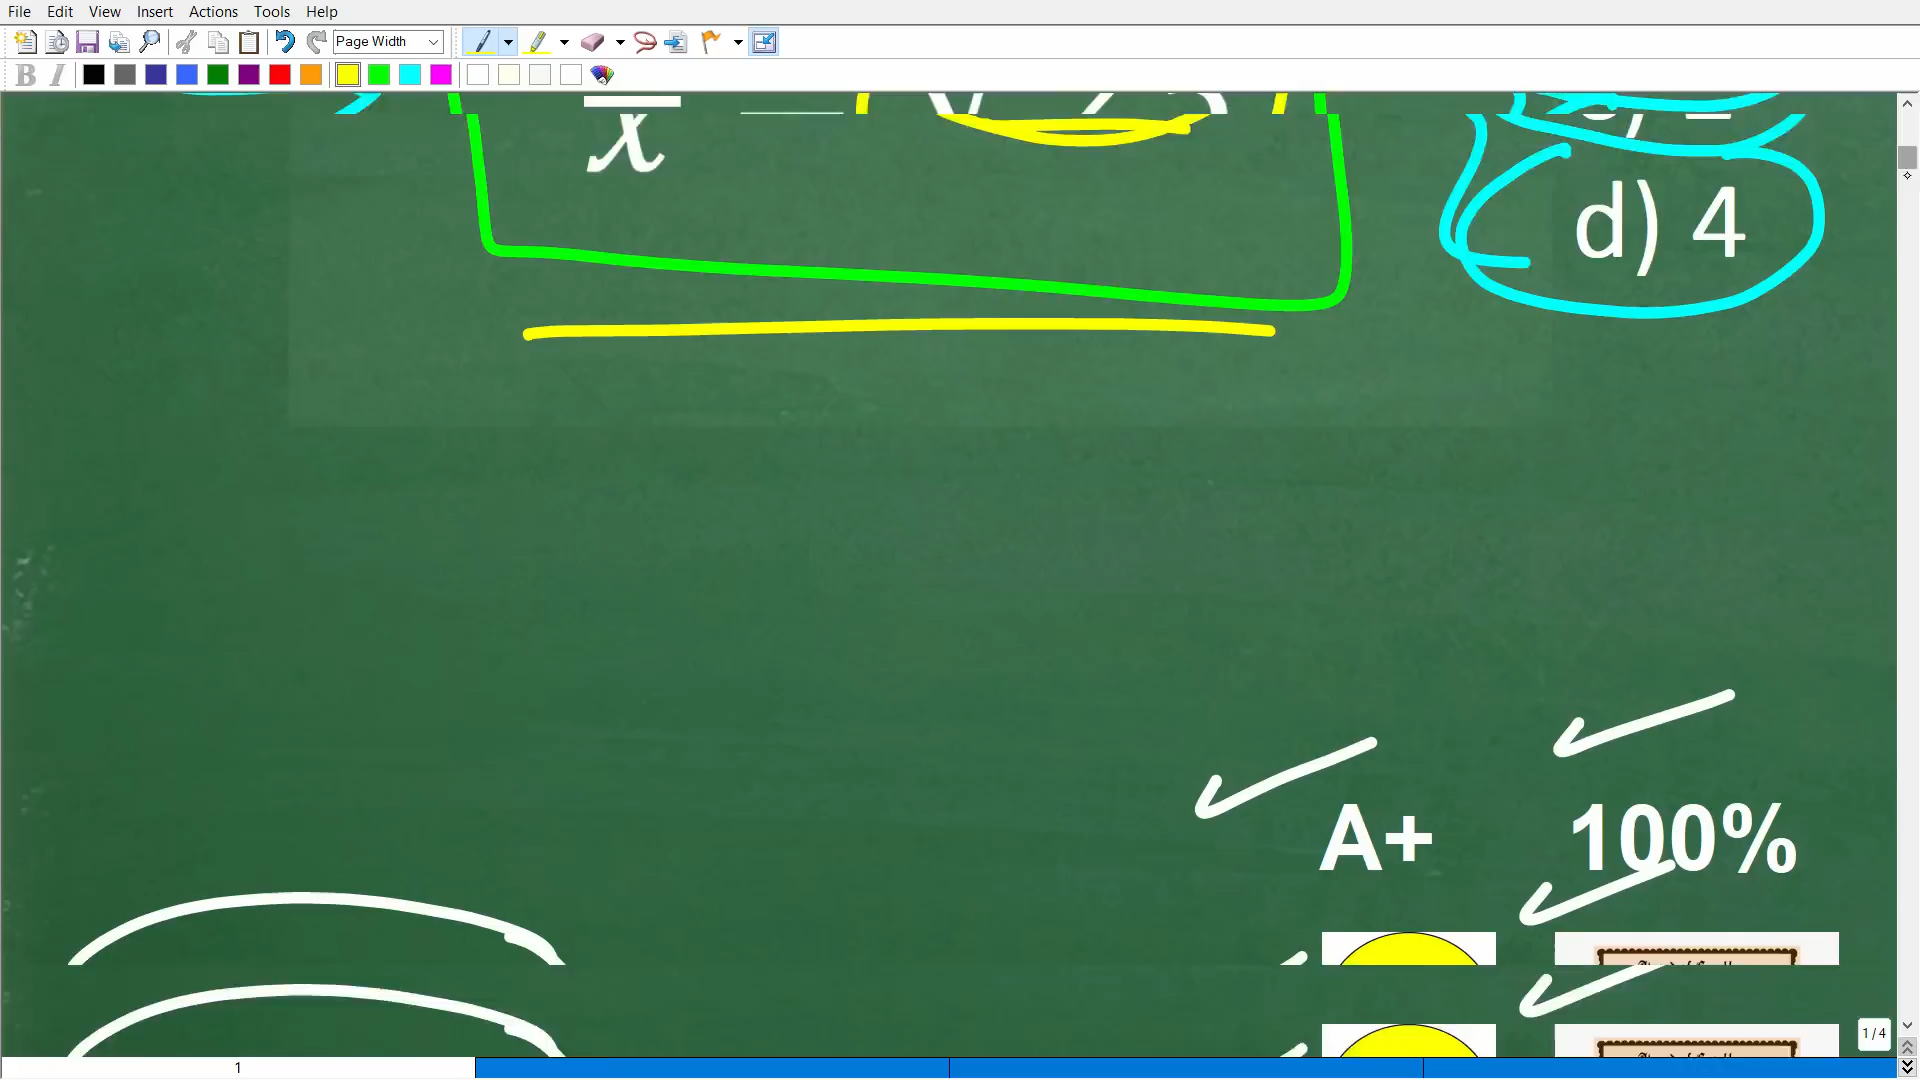 File Edit View Insert Actions Tools Help
Page Width
B I
x
d) 4
A+ 100%
1 / 4
1